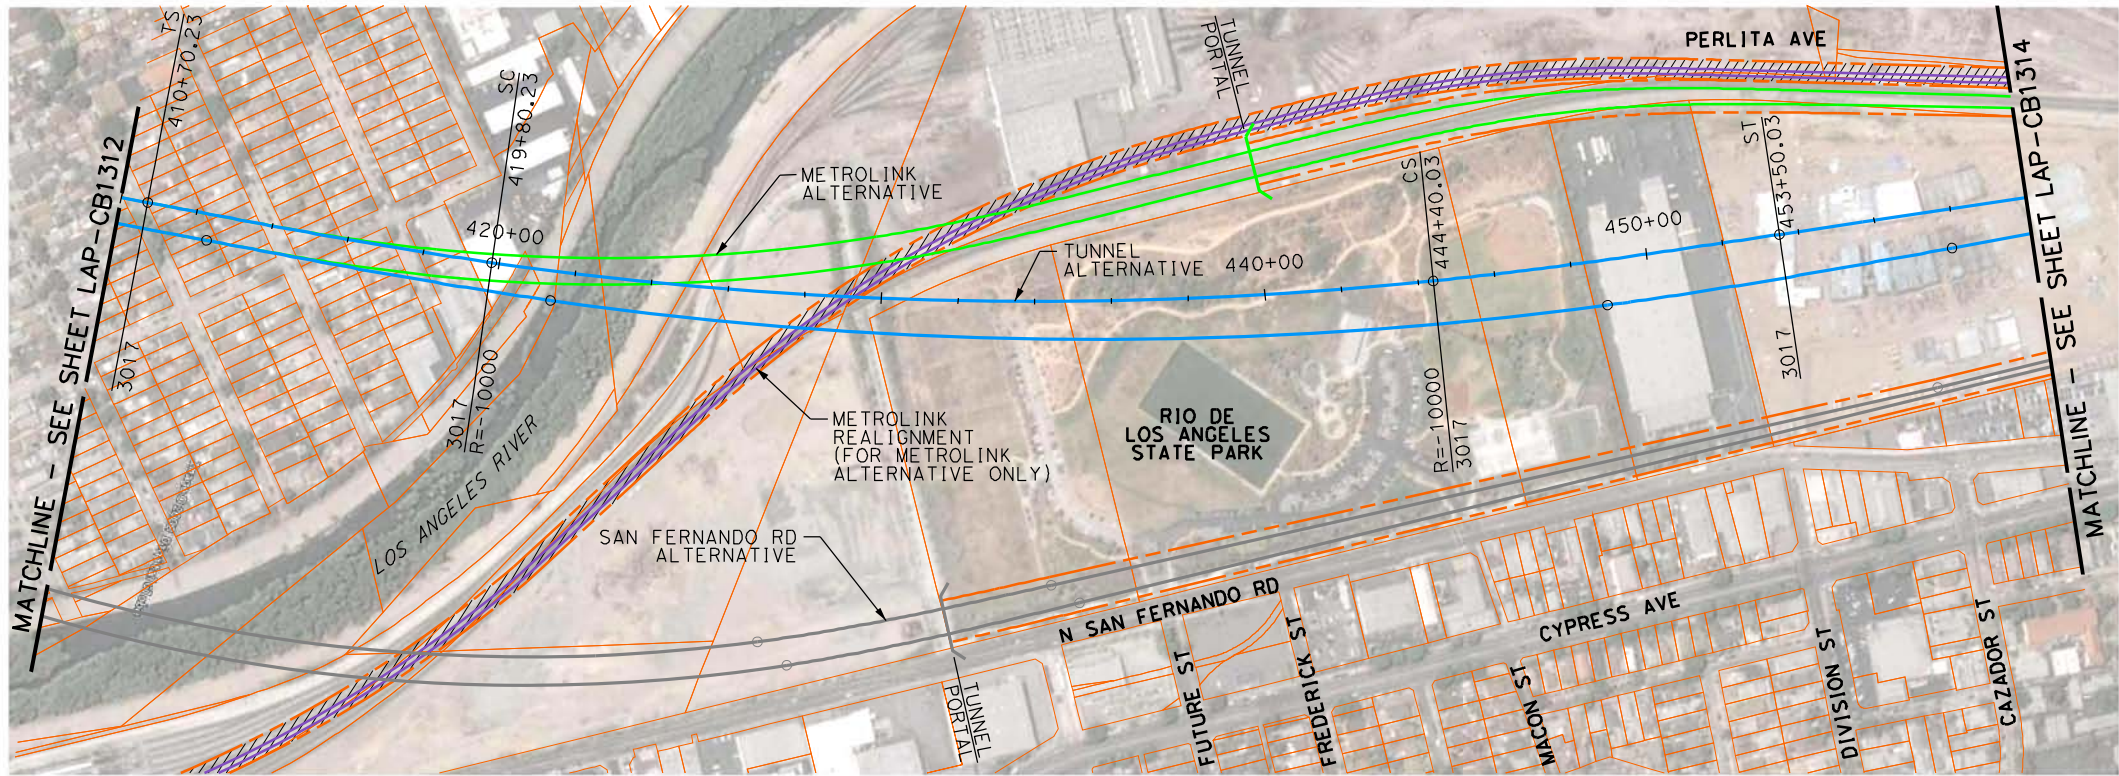 TS
410+70.23
3017
SC
419+80.23
3017
R=-10000
420+00
MATCHLINE - SEE SHEET LAP-CB1312
LOS ANGELES RIVER
METROLINK
ALTERNATIVE
TUNNEL
PORTAL
PERLITA AVE
TUNNEL
ALTERNATIVE
440+00
CS
444+40.03
R=-10000
3017
450+00
ST
453+50.03
3017
MATCHLINE - SEE SHEET LAP-CB1314
METROLINK
REALIGNMENT
(FOR METROLINK
ALTERNATIVE ONLY)
RIO DE
LOS ANGELES
STATE PARK
SAN FERNANDO RD
ALTERNATIVE
TUNNEL
PORTAL
N SAN FERNANDO RD
CYPRESS AVE
FUTURE ST
FREDERICK ST
MACON ST
DIVISION ST
CAZADOR ST